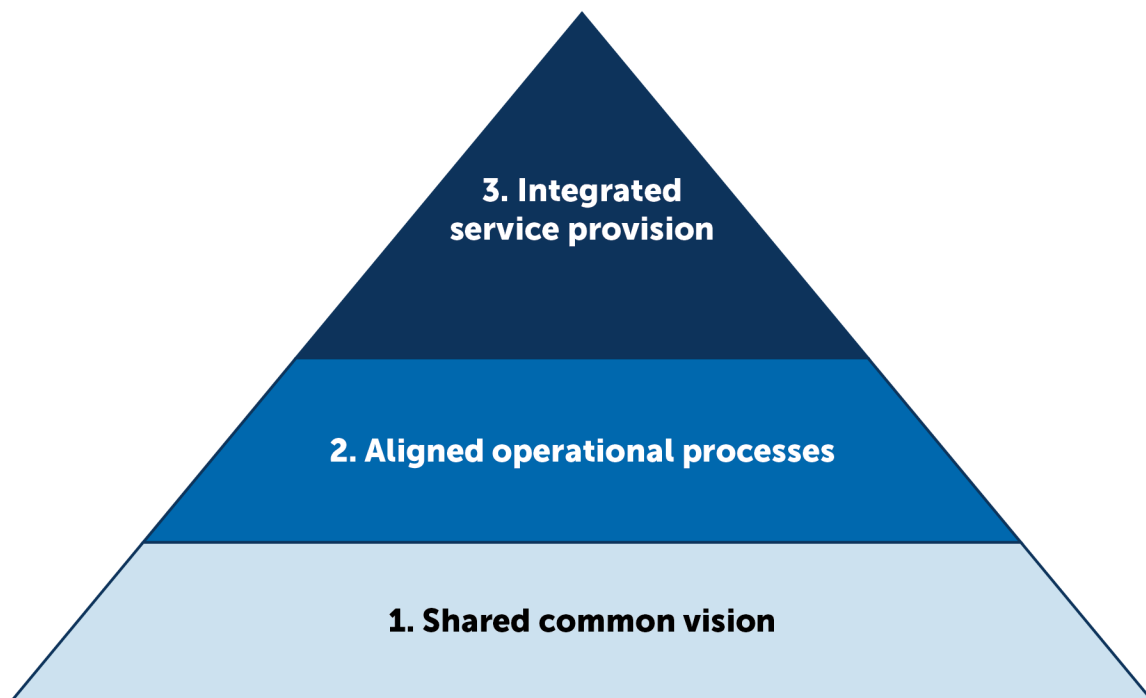 3. Integrated
service provision
2. Aligned operational processes
1. Shared common vision